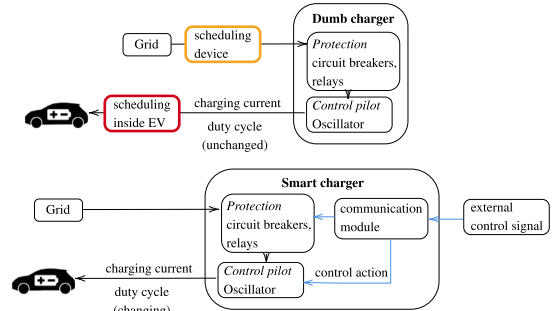 Dumb charger
Grid
scheduling
device
Protection
circuit breakers,
relays
scheduling
inside EV
charging current
duty cycle
(unchanged)
Control pilot
Oscillator
Smart charger
Grid
Protection
circuit breakers,
relays
communication
module
external
control signal
charging current
duty cycle
(changing)
Control pilot
Oscillator
control action